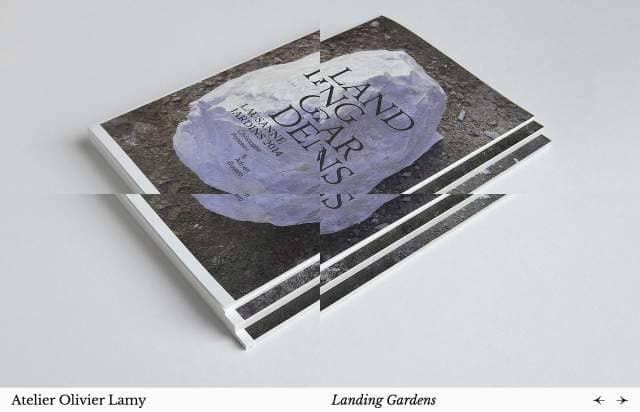 LAND
ING
GAR
DENS
S
LAUSANNE
JARDINS 2014
Atelier Olivier Lamy
Landing Gardens